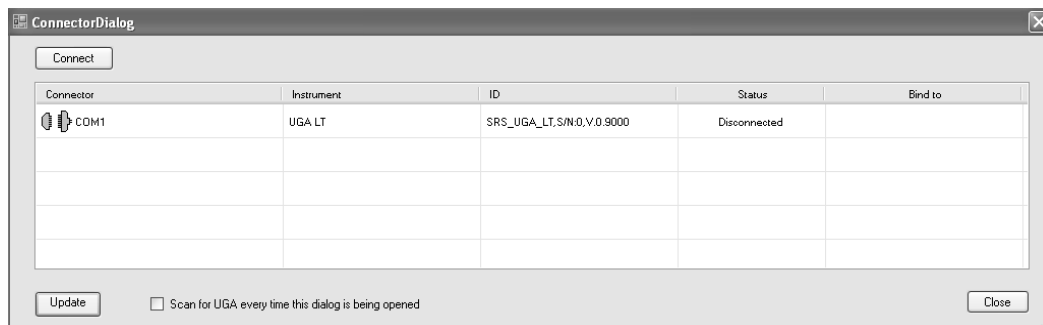 ConnectorDialog
Connect
Connector Instrument ID Status Bind to
COM1 UGA LT SRS_UGA_LT,S/N:0,V.0.9000 Disconnected
Update Scan for UGA every time this dialog is being opened Close